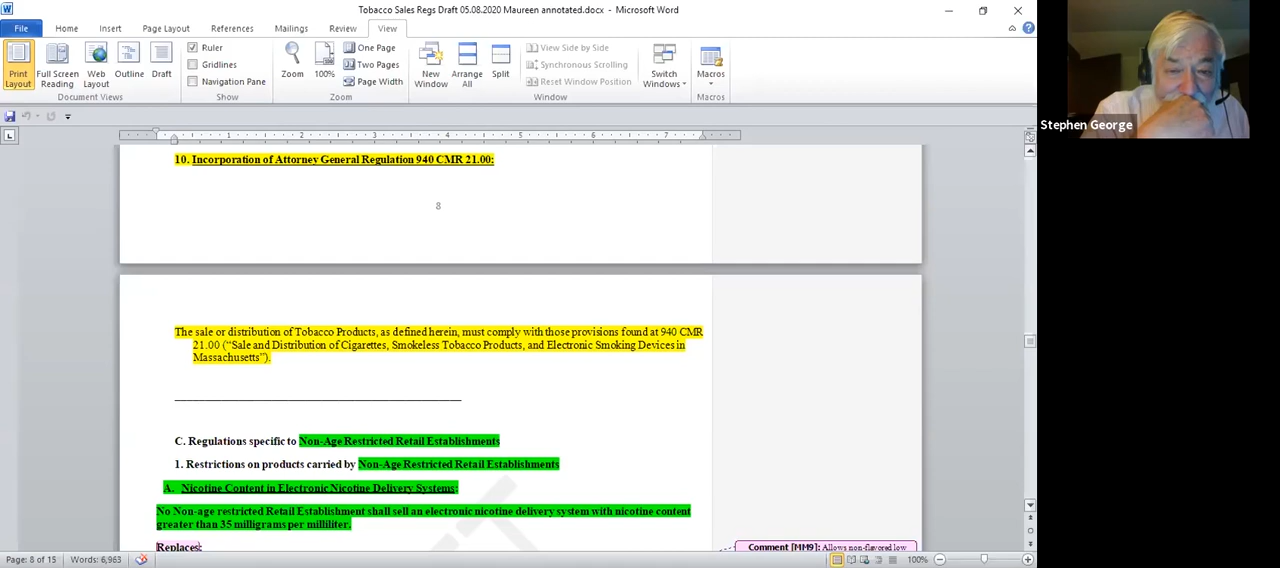 Tobacco Sales Regs Draft 05.08.2020 Maureen annotated.docx - Microsoft Word
File Home Insert Page Layout References Mailings Review View
Print Layout
Full Screen Reading
Web Layout
Outline
Draft
Document Views
Ruler
Gridlines
Navigation Pane
Show
Zoom
100%
One Page
Two Pages
Page Width
Zoom
New Window
Arrange All
Split
View Side by Side
Synchronous Scrolling
Reset Window Position
Window
Switch Windows
Macros
Macros
Stephen George
1 2 3 4 5 6 7
10. Incorporation of Attorney General Regulation 940 CMR 21.00:
8
The sale or distribution of Tobacco Products, as defined herein, must comply with those provisions found at 940 CMR
21.00 (“Sale and Distribution of Cigarettes, Smokeless Tobacco Products, and Electronic Smoking Devices in
Massachusetts”).
C. Regulations specific to Non-Age Restricted Retail Establishments
1. Restrictions on products carried by Non-Age Restricted Retail Establishments
A. Nicotine Content in Electronic Nicotine Delivery Systems:
No Non-age restricted Retail Establishment shall sell an electronic nicotine delivery system with nicotine content
greater than 35 milligrams per milliliter.
Replaces:
Comment [MM9]: Allows non-flavored low
Page: 8 of 15 Words: 6,963 100%